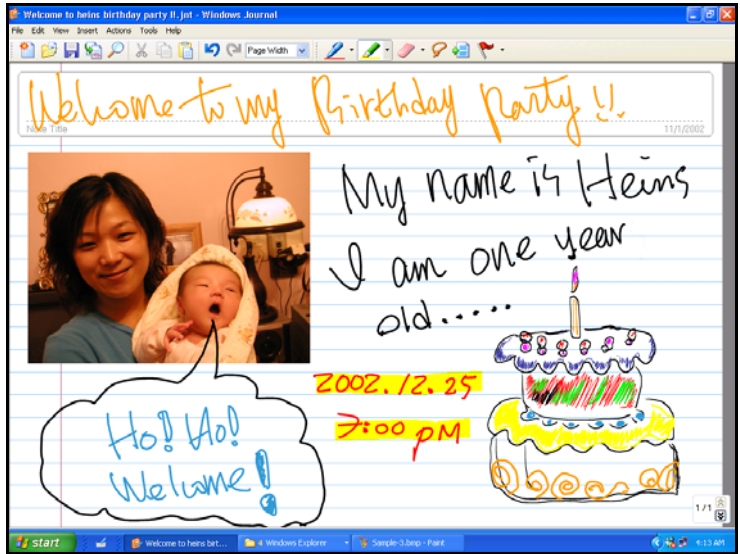 Welcome to heins birthday party !!.jnt - Windows Journal
File Edit View Insert Actions Tools Help
Page Width
Welcome to my Birthday party !!
Note Title
11/1/2002
My name is Heins
I am one year
old.....
2002.12.25
7:00 PM
Ho! Ho!
Welcome!
1/1
start
Welcome to heins birt...
4 Windows Explorer
Sample-3.bmp - Paint
4:13 AM